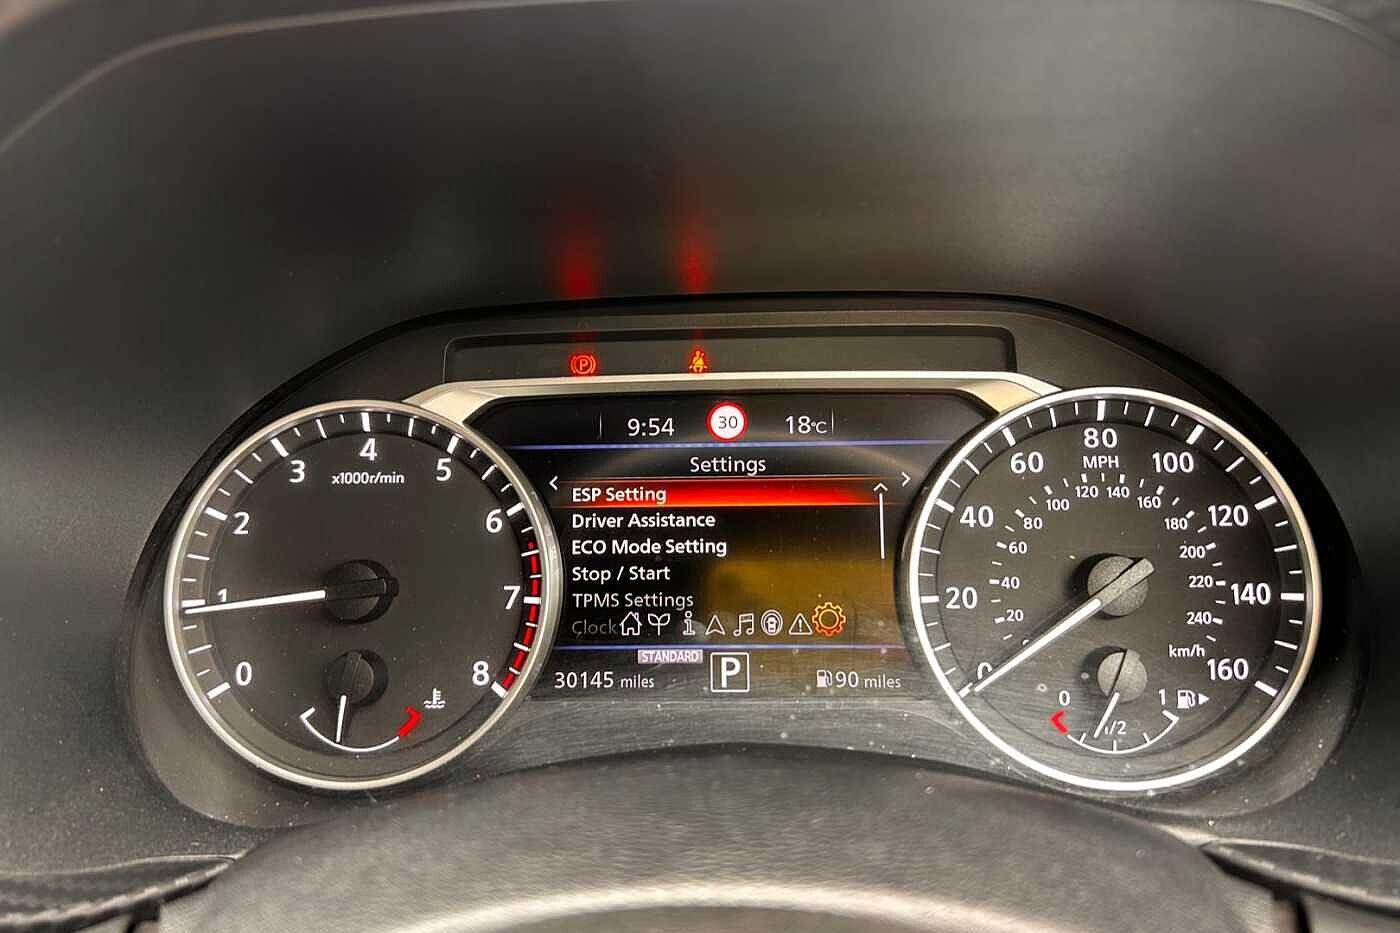 P
9:54 30 18°C
Settings
ESP Setting
Driver Assistance
ECO Mode Setting
Stop / Start
TPMS Settings
Clock
STANDARD
30145 miles P 90 miles
0 1 2 3 4 5 6 7 8
x1000r/min
0 20 40 60 80 100 120 140 160
MPH
0 20 40 60 80 100 120 140 160 180 200 220 240
km/h
0 1/2 1